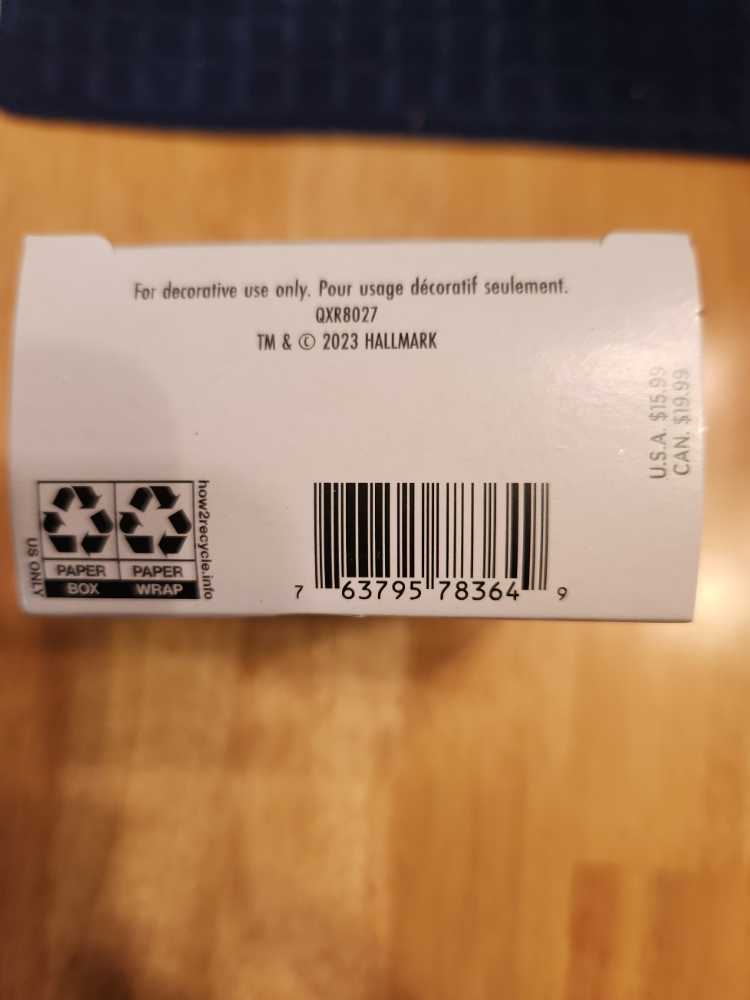 For decorative use only. Pour usage décoratif seulement.
QXR8027
TM & © 2023 HALLMARK
U.S.A. $15.99
CAN. $19.99
US ONLY
PAPER PAPER
BOX WRAP
how2recycle.info
7 63795 78364 9